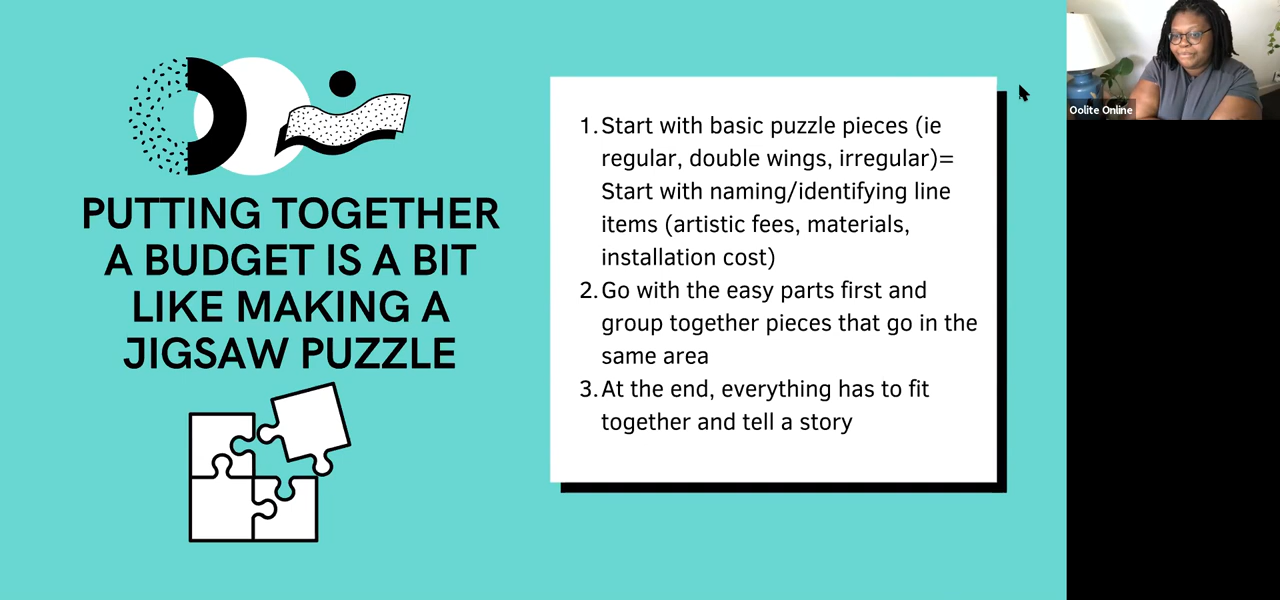 PUTTING TOGETHER
A BUDGET IS A BIT
LIKE MAKING A
JIGSAW PUZZLE
1. Start with basic puzzle pieces (ie
regular, double wings, irregular)=
Start with naming/identifying line
items (artistic fees, materials,
installation cost)
2. Go with the easy parts first and
group together pieces that go in the
same area
3. At the end, everything has to fit
together and tell a story
Oolite Online